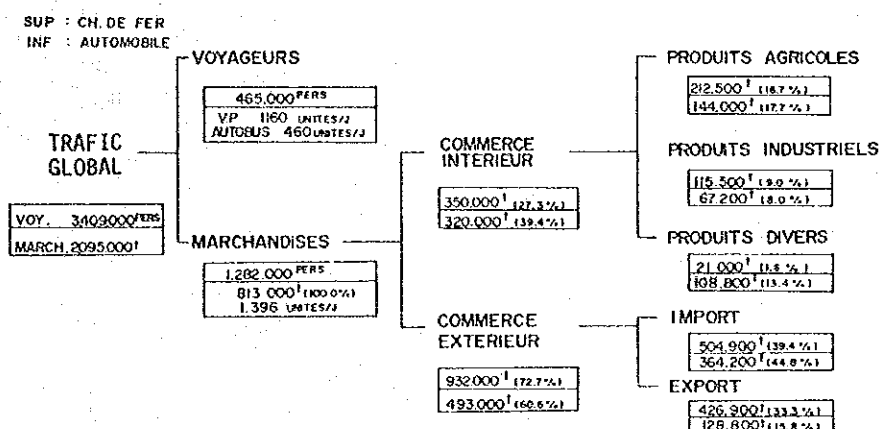 SUP : CH. DE FER
INF : AUTOMOBILE
TRAFIC
GLOBAL
VOY. 3409000 PERS
MARCH. 2095000 t
VOYAGEURS
465.000 PERS
VP 1160 UNITES/J
AUTOBUS 460 UNITES/J
MARCHANDISES
1.282.000 PERS
813 000 t (100.0%)
1.396 UNITES/J
COMMERCE
INTERIEUR
350.000 t (27.3%)
320.000 t (39.4%)
COMMERCE
EXTERIEUR
932000 t (72.7%)
493.000 t (60.6%)
PRODUITS AGRICOLES
212.500 t (16.7%)
144.000 t (17.7%)
PRODUITS INDUSTRIELS
115.500 t (9.0%)
67.200 t (8.0%)
PRODUITS DIVERS
21.000 t (1.6%)
108.800 t (13.4%)
IMPORT
504.900 t (39.4%)
364.200 t (44.8%)
EXPORT
426.900 t (33.3%)
128.800 t (15.8%)